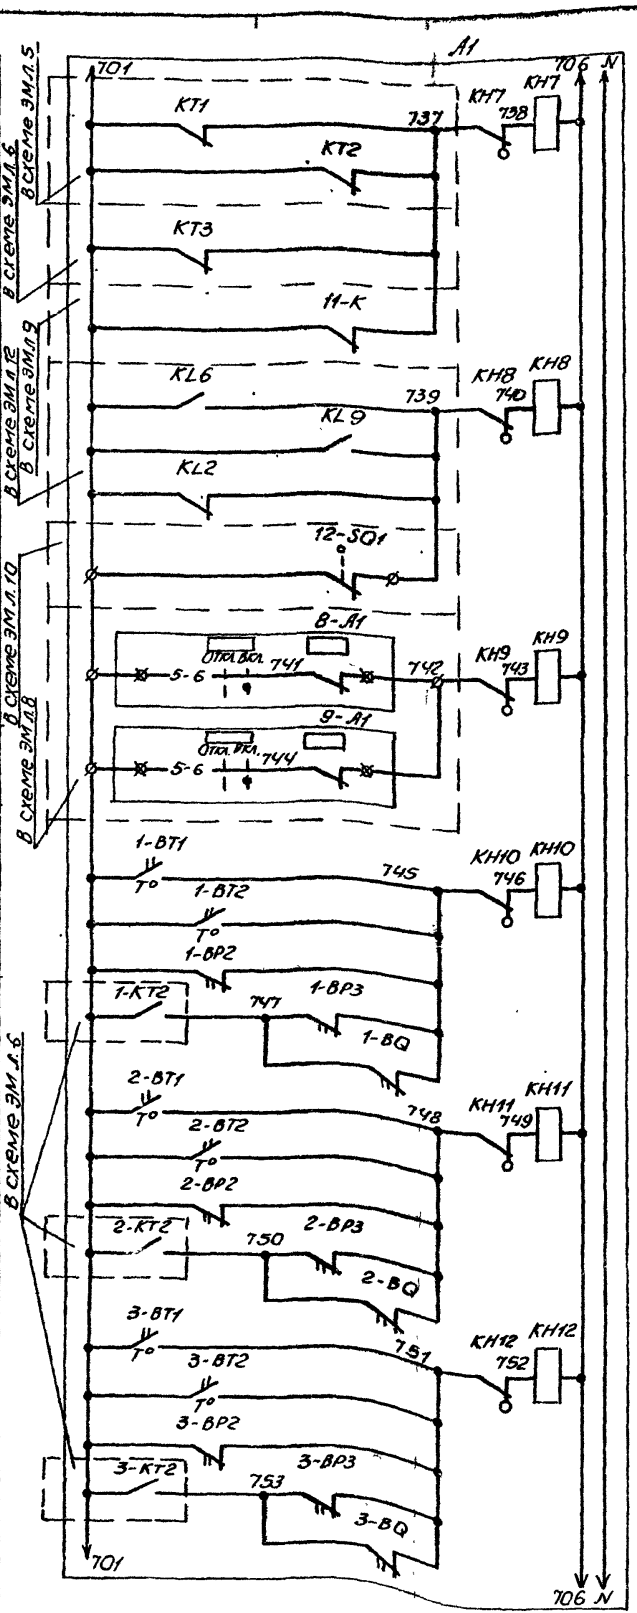 А1
701
706 N
КТ1
737
КН7
738
КН7
КТ2
КТ3
11-К
KL6
739
КН8
740
КН8
KL9
KL2
12-SQ1
8-А1
ОТКЛ. ВКЛ.
5-6
741
742
КН9
743
КН9
9-А1
ОТКЛ. ВКЛ.
5-6
744
1-ВТ1
Т°
745
КН10
746
КН10
1-ВТ2
Т°
1-ВР2
1-КТ2
747
1-ВР3
1-BQ
2-ВТ1
Т°
748
КН11
749
КН11
2-ВТ2
Т°
2-ВР2
2-КТ2
750
2-ВР3
2-BQ
3-ВТ1
Т°
751
КН12
752
КН12
3-ВТ2
Т°
3-ВР2
3-КТ2
753
3-ВР3
3-BQ
701
706 N
В схеме ЭМ л.5
В схеме ЭМ л.6
В схеме ЭМ л.9
В схеме ЭМ л.12
В схеме ЭМ л.10
В схеме ЭМ л.8
В схеме ЭМ л.6